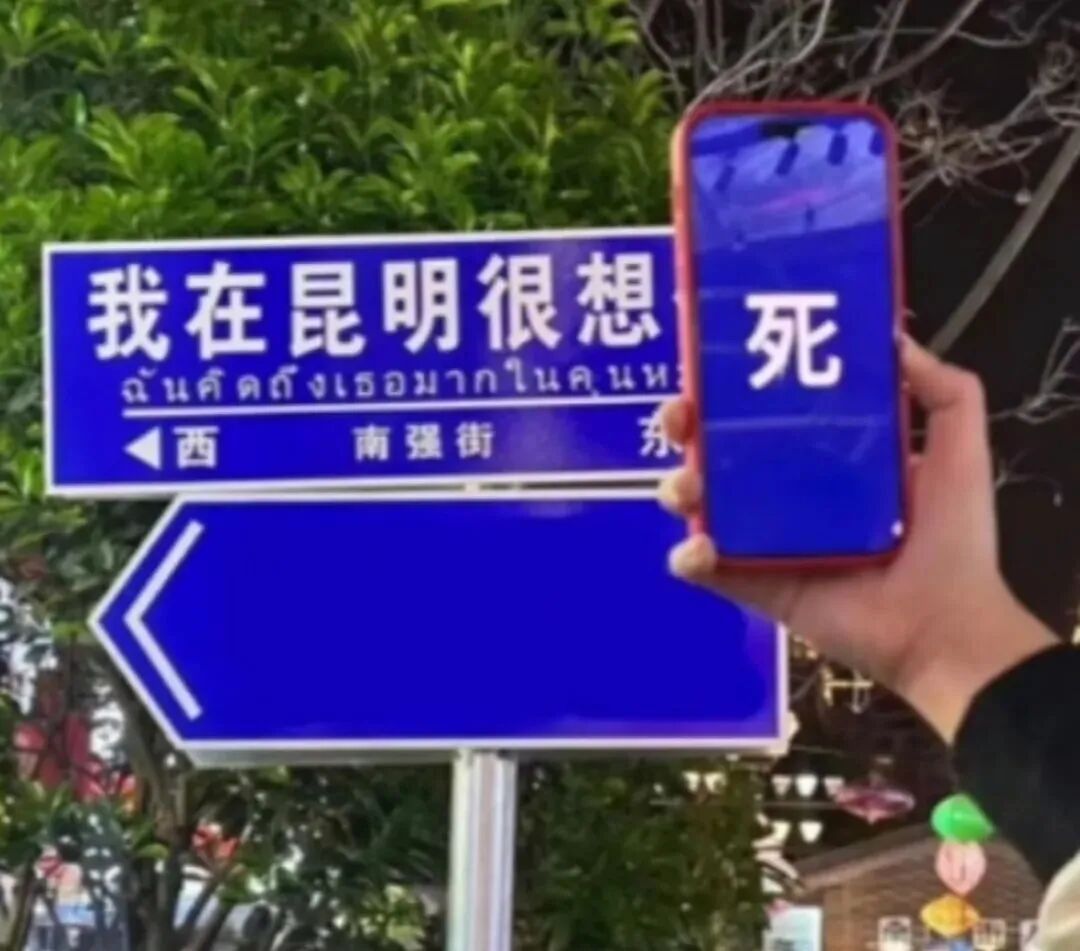 我在昆明很想死
ฉันคิดถึงเธอมากในคุนห
西 南强街 东